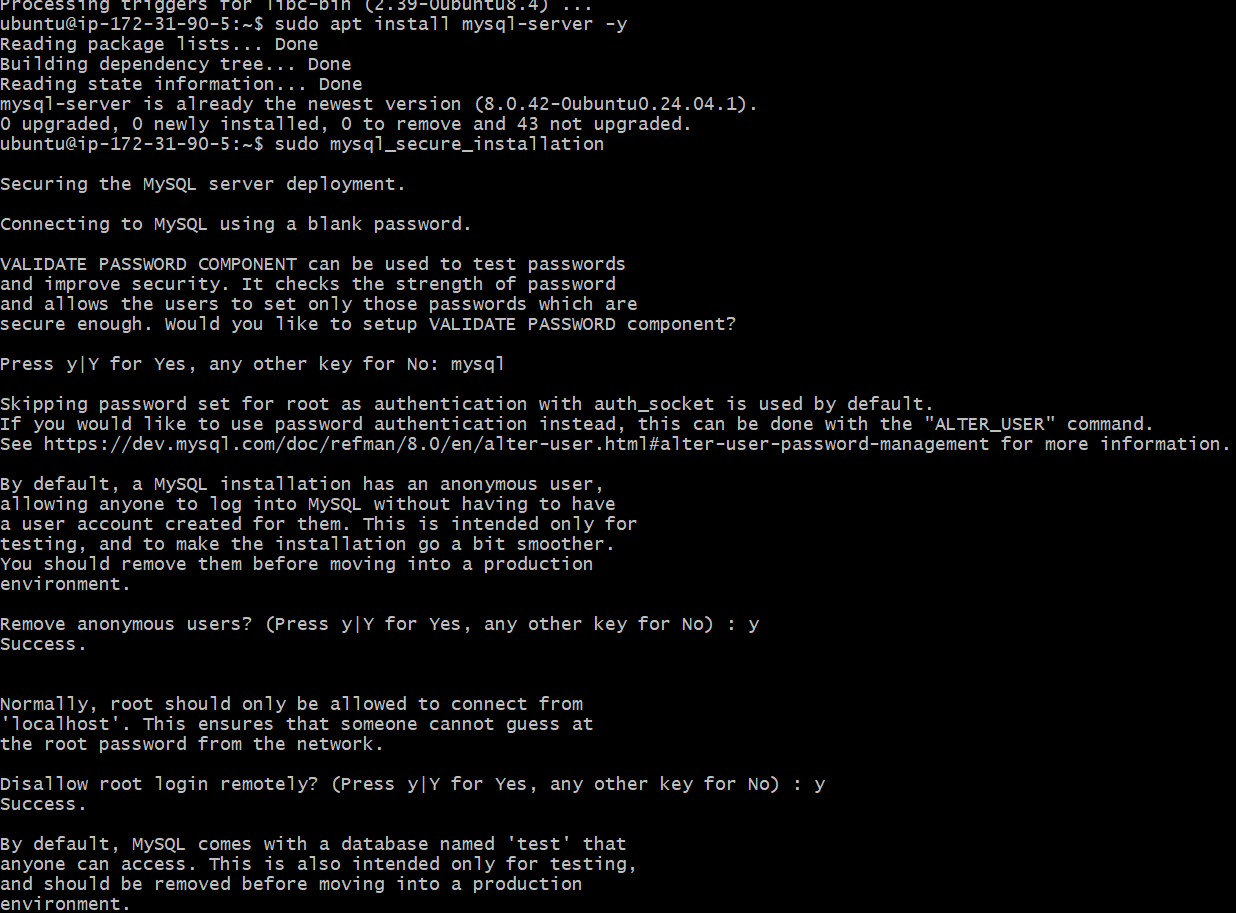 Processing triggers for libc-bin (2.39-0ubuntu8.4) ...
ubuntu@ip-172-31-90-5:~$ sudo apt install mysql-server -y
Reading package lists... Done
Building dependency tree... Done
Reading state information... Done
mysql-server is already the newest version (8.0.42-0ubuntu0.24.04.1).
0 upgraded, 0 newly installed, 0 to remove and 43 not upgraded.
ubuntu@ip-172-31-90-5:~$ sudo mysql_secure_installation
Securing the MySQL server deployment.
Connecting to MySQL using a blank password.
VALIDATE PASSWORD COMPONENT can be used to test passwords
and improve security. It checks the strength of password
and allows the users to set only those passwords which are
secure enough. Would you like to setup VALIDATE PASSWORD component?
Press y|Y for Yes, any other key for No: mysql
Skipping password set for root as authentication with auth_socket is used by default.
If you would like to use password authentication instead, this can be done with the "ALTER_USER" command.
See https://dev.mysql.com/doc/refman/8.0/en/alter-user.html#alter-user-password-management for more information.
By default, a MySQL installation has an anonymous user,
allowing anyone to log into MySQL without having to have
a user account created for them. This is intended only for
testing, and to make the installation go a bit smoother.
You should remove them before moving into a production
environment.
Remove anonymous users? (Press y|Y for Yes, any other key for No) : y
Success.
Normally, root should only be allowed to connect from
'localhost'. This ensures that someone cannot guess at
the root password from the network.
Disallow root login remotely? (Press y|Y for Yes, any other key for No) : y
Success.
By default, MySQL comes with a database named 'test' that
anyone can access. This is also intended only for testing,
and should be removed before moving into a production
environment.